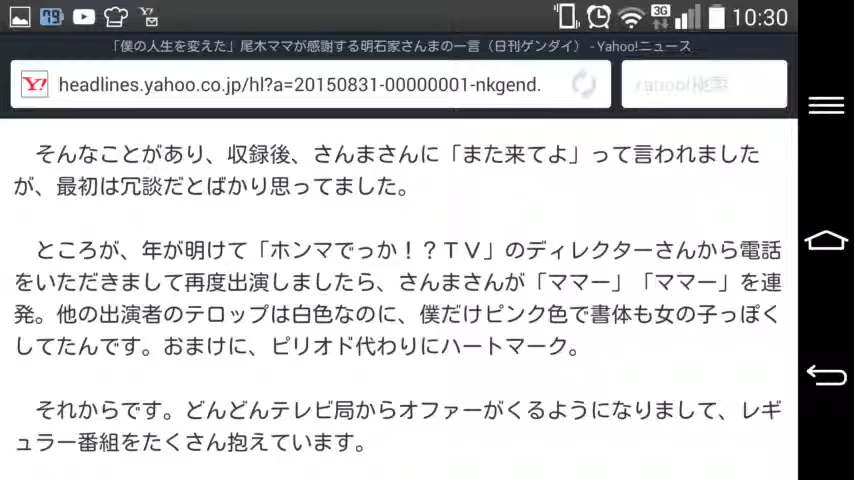 79
3G
10:30
「僕の人生を変えた」尾木ママが感謝する明石家さんまの一言（日刊ゲンダイ） - Yahoo!ニュース
Y! headlines.yahoo.co.jp/hl?a=20150831-00000001-nkgend. Yahoo!検索
そんなことがあり、収録後、さんまさんに「また来てよ」って言われました
が、最初は冗談だとばかり思ってました。
ところが、年が明けて「ホンマでっか！？ＴＶ」のディレクターさんから電話
をいただきまして再度出演しましたら、さんまさんが「ママー」「ママー」を連
発。他の出演者のテロップは白色なのに、僕だけピンク色で書体も女の子っぽく
してたんです。おまけに、ピリオド代わりにハートマーク。
それからです。どんどんテレビ局からオファーがくるようになりまして、レギ
ュラー番組をたくさん抱えています。